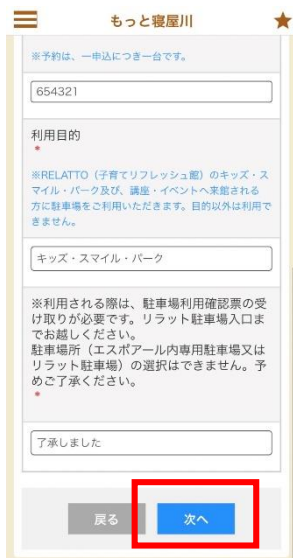 もっと寝屋川
※予約は、一申込につき一台です。
654321
利用目的
*
※RELATTO（子育てリフレッシュ館）のキッズ・ス
マイル・パーク及び、講座・イベントへ来館される
方に駐車場をご利用いただきます。目的以外は利用で
きません。
キッズ・スマイル・パーク
※利用される際は、駐車場利用確認票の受
け取りが必要です。リラット駐車場入口ま
でお越しください。
駐車場所（エスポアール内専用駐車場又は
リラット駐車場）の選択はできません。予
めご了承ください。
*
了承しました
戻る
次へ